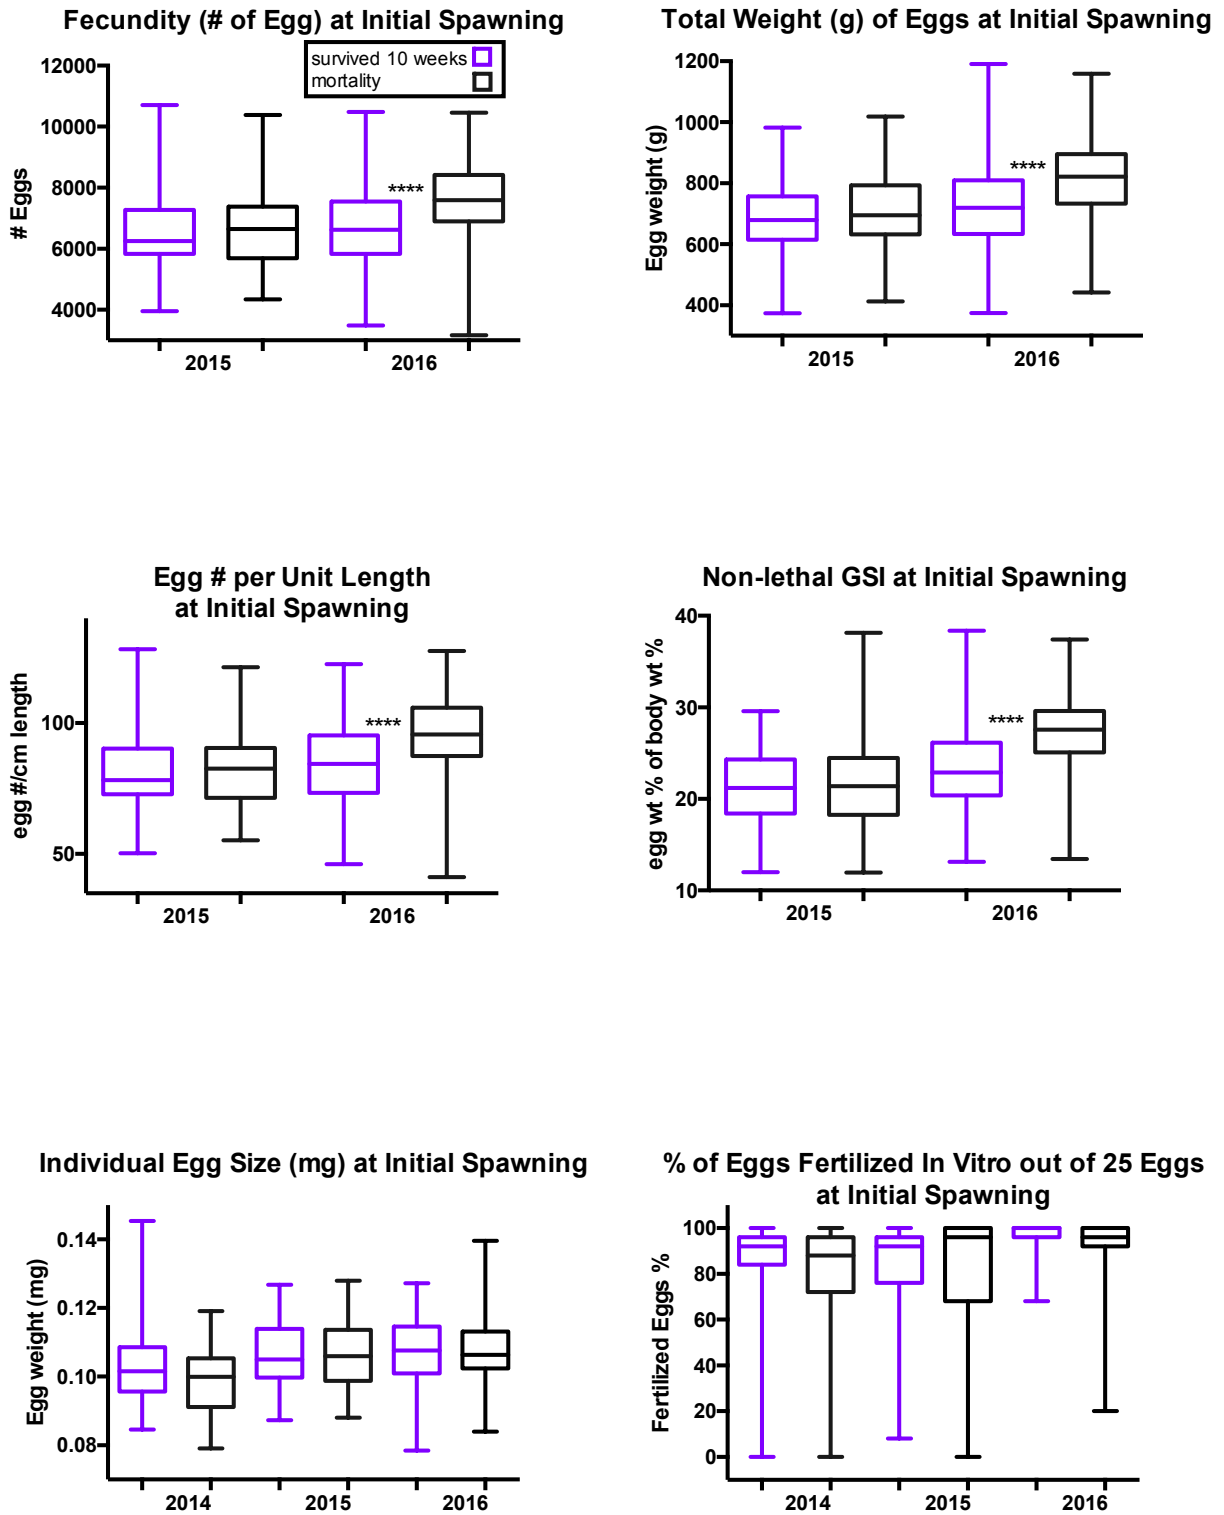 Fecundity (# of Egg) at Initial Spawning
survived 10 weeks
mortality
12000
10000
8000
6000
4000
# Eggs
****
2015
2016
Total Weight (g) of Eggs at Initial Spawning
1200
1000
800
600
400
Egg weight (g)
****
2015
2016
Egg # per Unit Length
at Initial Spawning
100
50
egg #/cm length
****
2015
2016
Non-lethal GSI at Initial Spawning
40
30
20
10
egg wt % of body wt %
****
2015
2016
Individual Egg Size (mg) at Initial Spawning
0.14
0.12
0.10
0.08
Egg weight (mg)
2014
2015
2016
% of Eggs Fertilized In Vitro out of 25 Eggs
at Initial Spawning
100
80
60
40
20
0
Fertilized Eggs %
2014
2015
2016